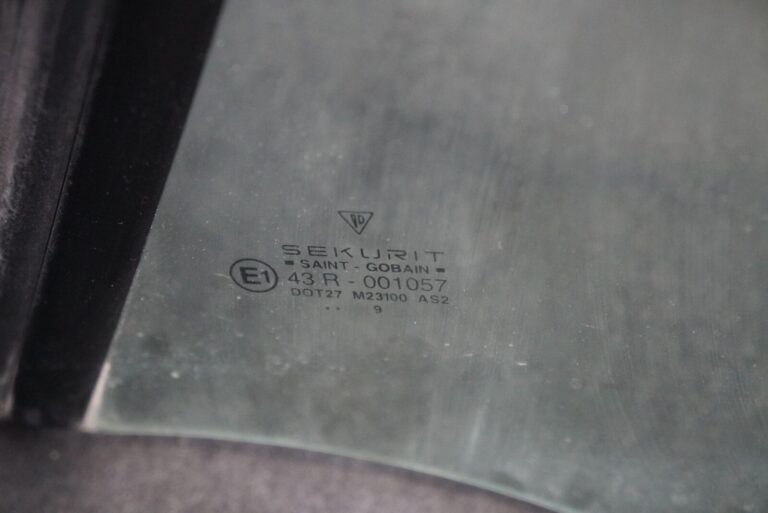 SEKURIT
SAINT - GOBAIN
E1
43 R - 001057
DOT27 M23100 AS2
.. 9